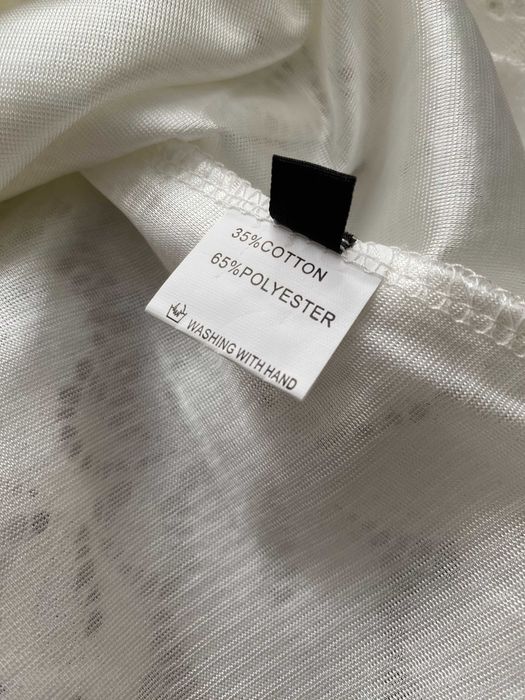 35%COTTON
65%POLYESTER
WASHING WITH HAND